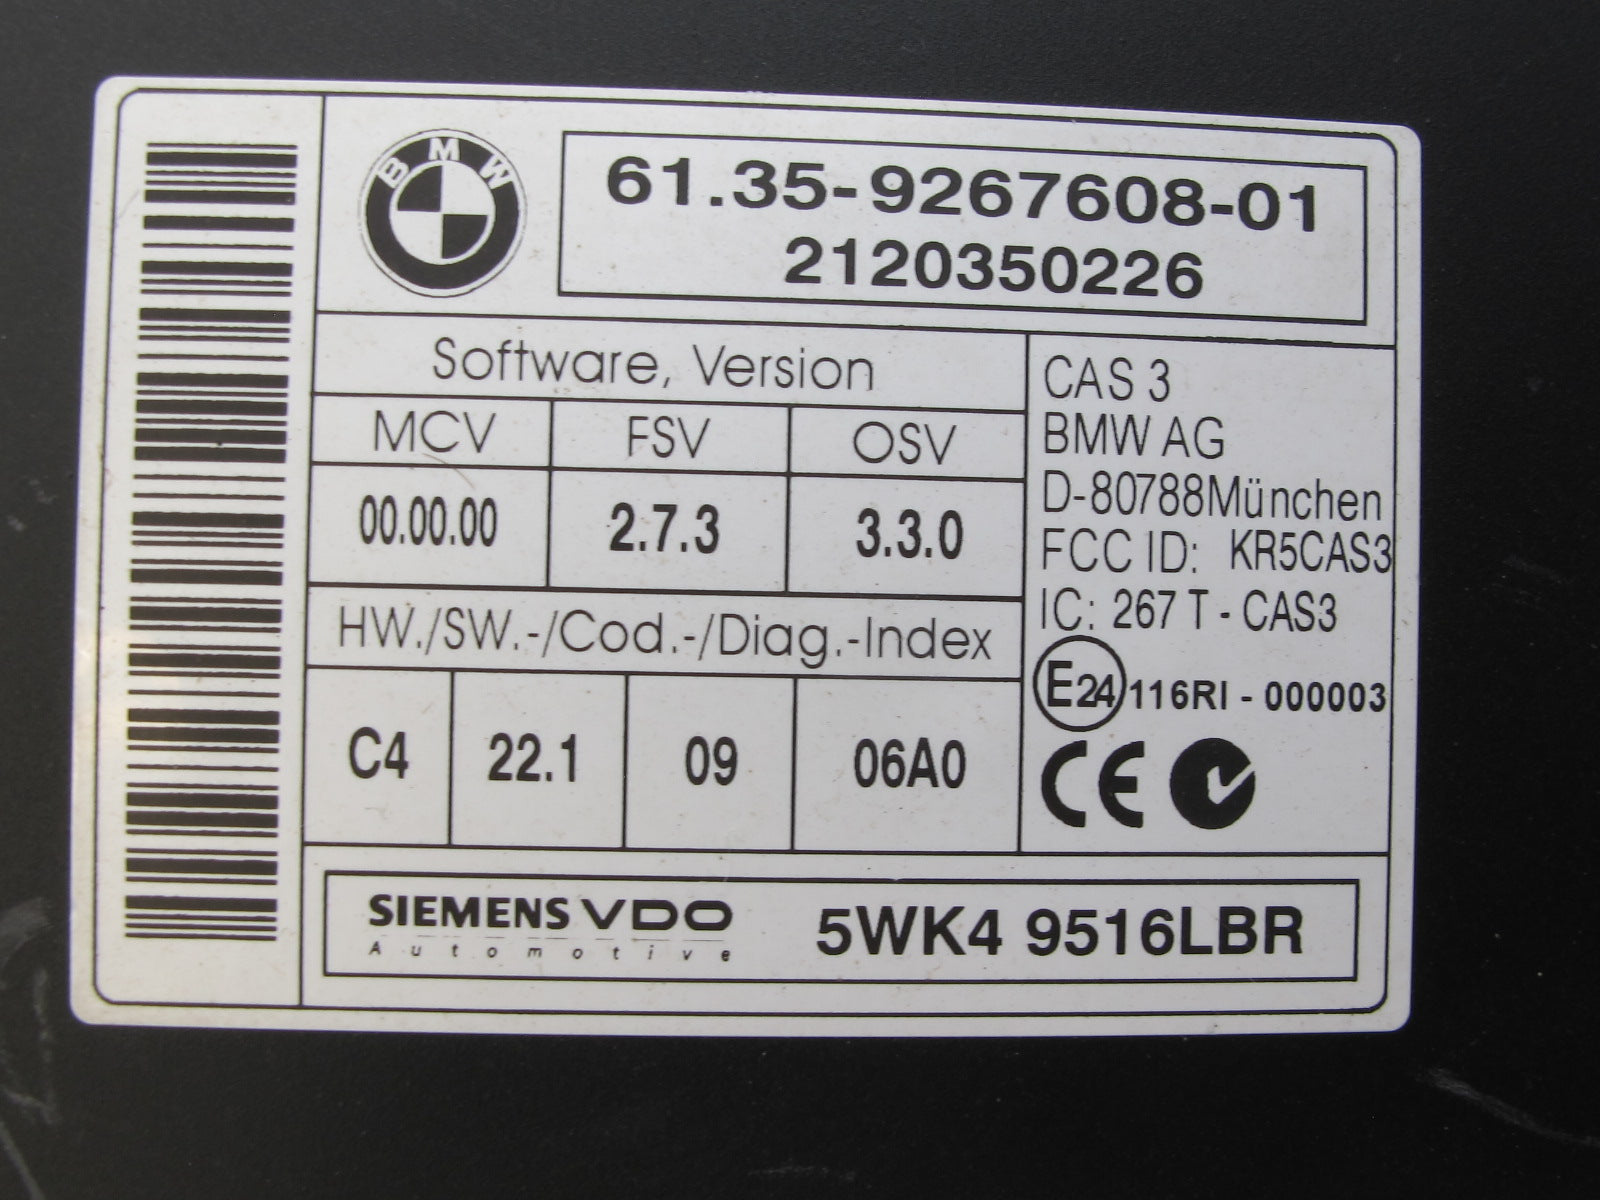 BMW
61.35-9267608-01
2120350226
Software, Version
MCV FSV OSV
00.00.00 2.7.3 3.3.0
HW./SW.-/Cod.-/Diag.-Index
C4 22.1 09 06A0
CAS 3
BMW AG
D-80788München
FCC ID: KR5CAS3
IC: 267 T - CAS3
E24 116RI - 000003
CE
SIEMENS VDO
Automotive
5WK4 9516LBR